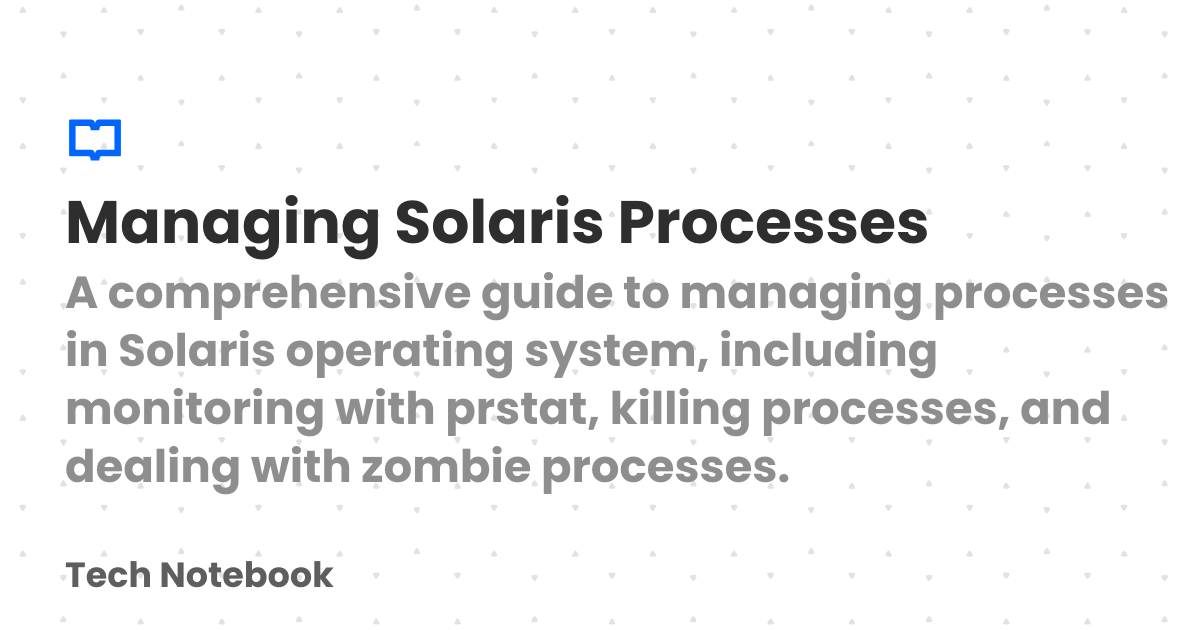 Managing Solaris Processes
A comprehensive guide to managing processes
in Solaris operating system, including
monitoring with prstat, killing processes, and
dealing with zombie processes.
Tech Notebook